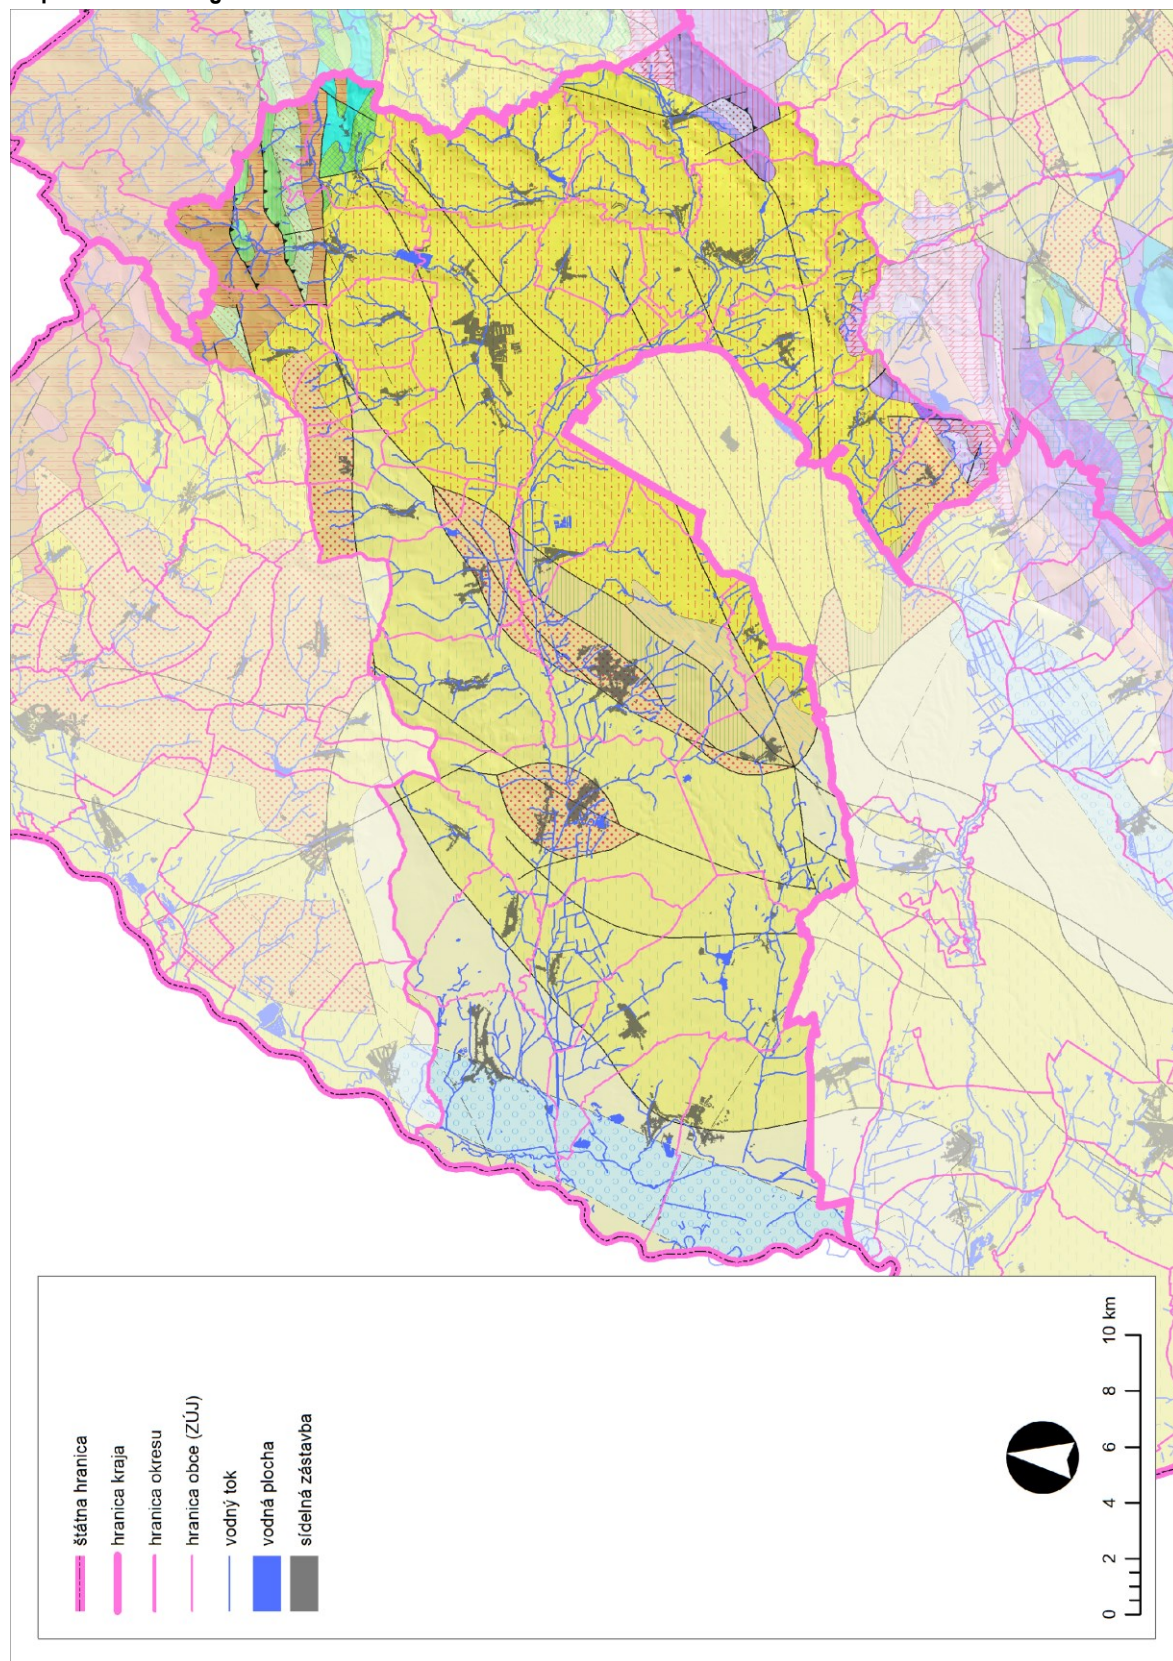 štátna hranica
hranica kraja
hranica okresu
hranica obce (ZÚJ)
vodný tok
vodná plocha
sídelná zástavba
0 2 4 6 8 10 km